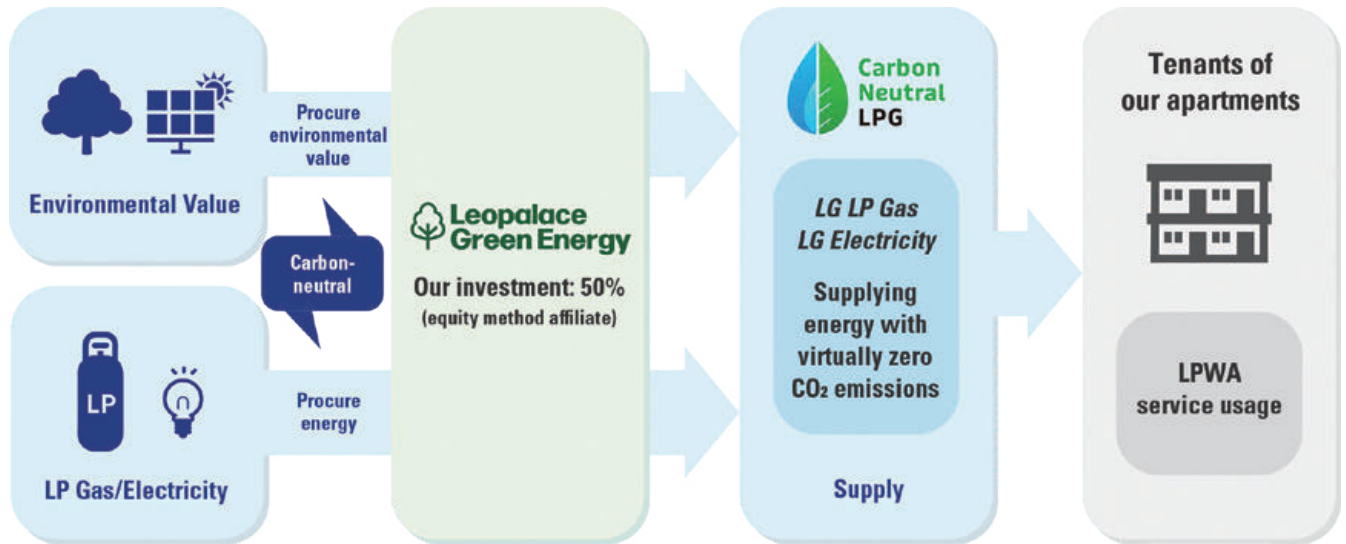 Environmental Value
Procure
environmental
value
Carbon-
neutral
LP
LP Gas/Electricity
Procure
energy
Leopalace
Green Energy
Our investment: 50%
(equity method affiliate)
Carbon
Neutral
LPG
LG LP Gas
LG Electricity
Supplying
energy with
virtually zero
CO₂ emissions
Supply
Tenants of
our apartments
LPWA
service usage